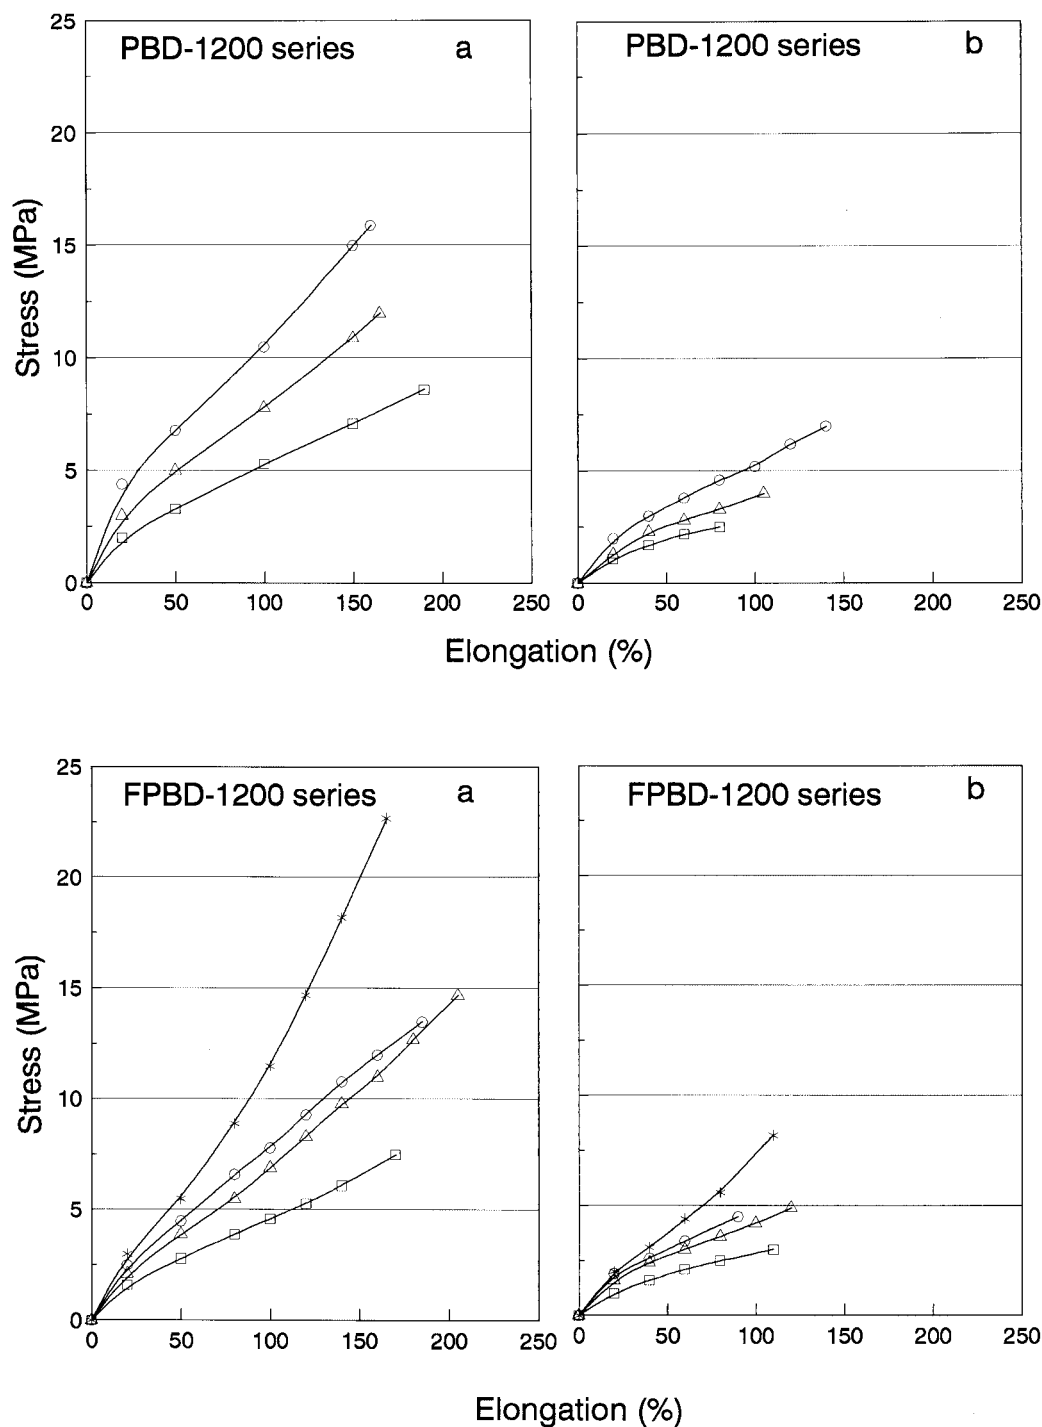 PBD-1200 series a
25
20
15
10
5
0
Stress (MPa)
0 50 100 150 200 250
PBD-1200 series b
0 50 100 150 200 250
Elongation (%)
FPBD-1200 series a
25
20
15
10
5
0
Stress (MPa)
0 50 100 150 200 250
FPBD-1200 series b
0 50 100 150 200 250
Elongation (%)